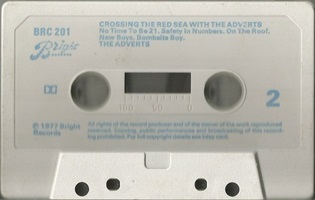 BRC 201
CROSSING THE RED SEA WITH THE ADVERTS
No Time To Be 21. Safety In Numbers. On The Roof.
New Boys. Bombsite Boy.
THE ADVERTS
Bright
100 50 0
2
℗ 1977 Bright
Records
All rights of the record producer and of the owner of the work reproduced
reserved. Copying, public performance and broadcasting of this record-
ing prohibited. For full copyright details see inlay card.